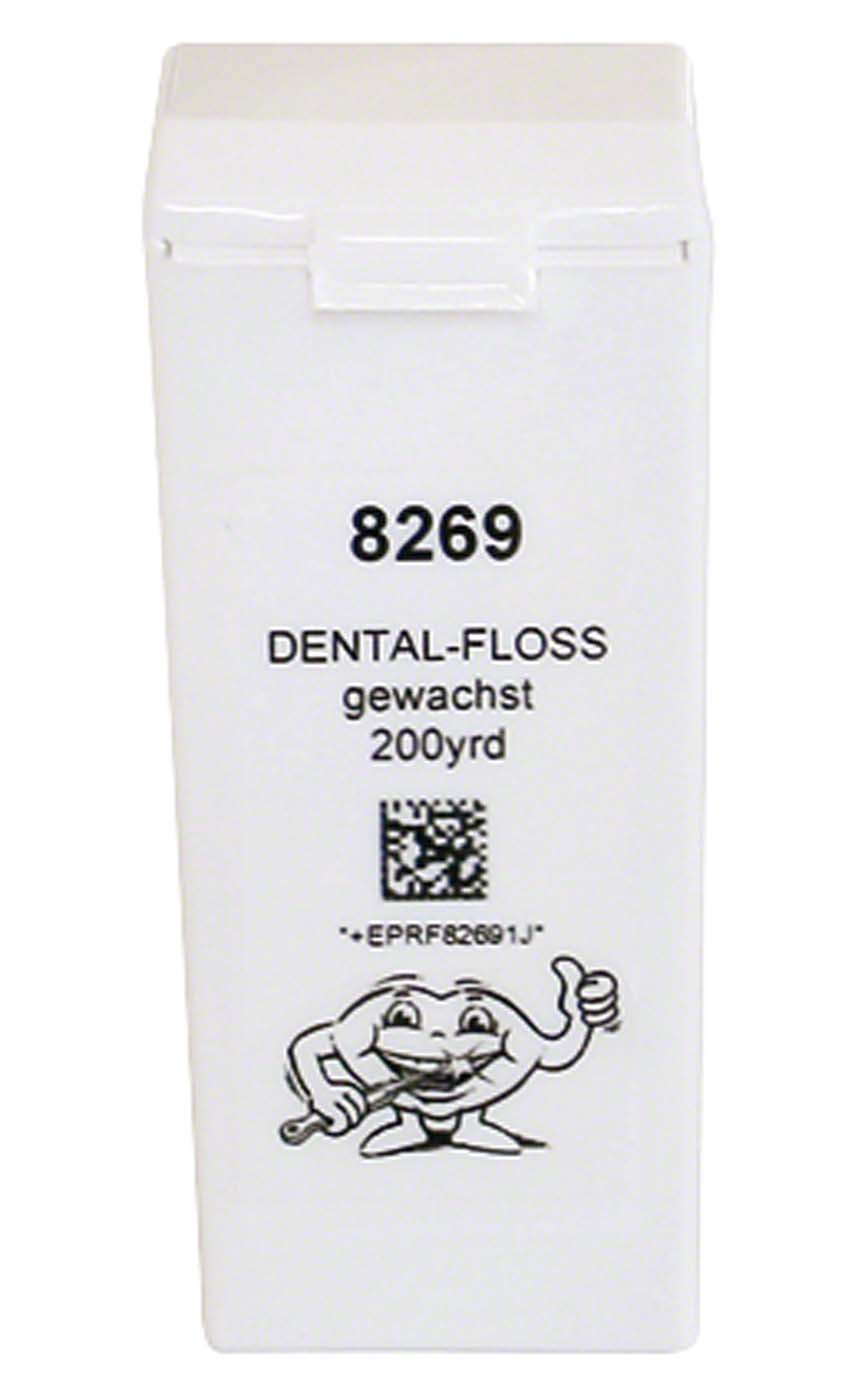 8269
DENTAL-FLOSS
gewachst
200yrd
*+EPRF82691J*